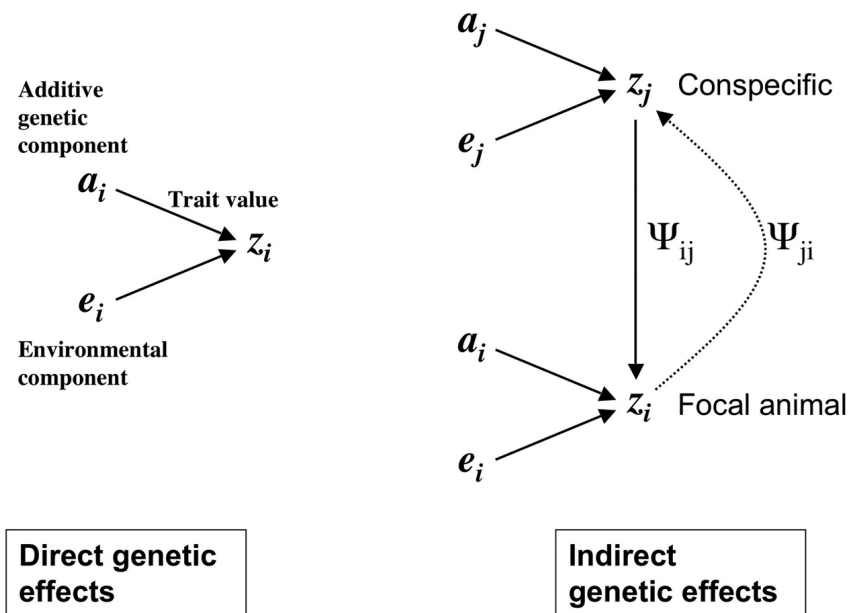 Additive
genetic
component
a_i
Trait value
z_i
e_i
Environmental
component
Direct genetic
effects
a_j
z_j Conspecific
e_j
Ψ_ij Ψ_ji
a_i
z_i Focal animal
e_i
Indirect
genetic effects